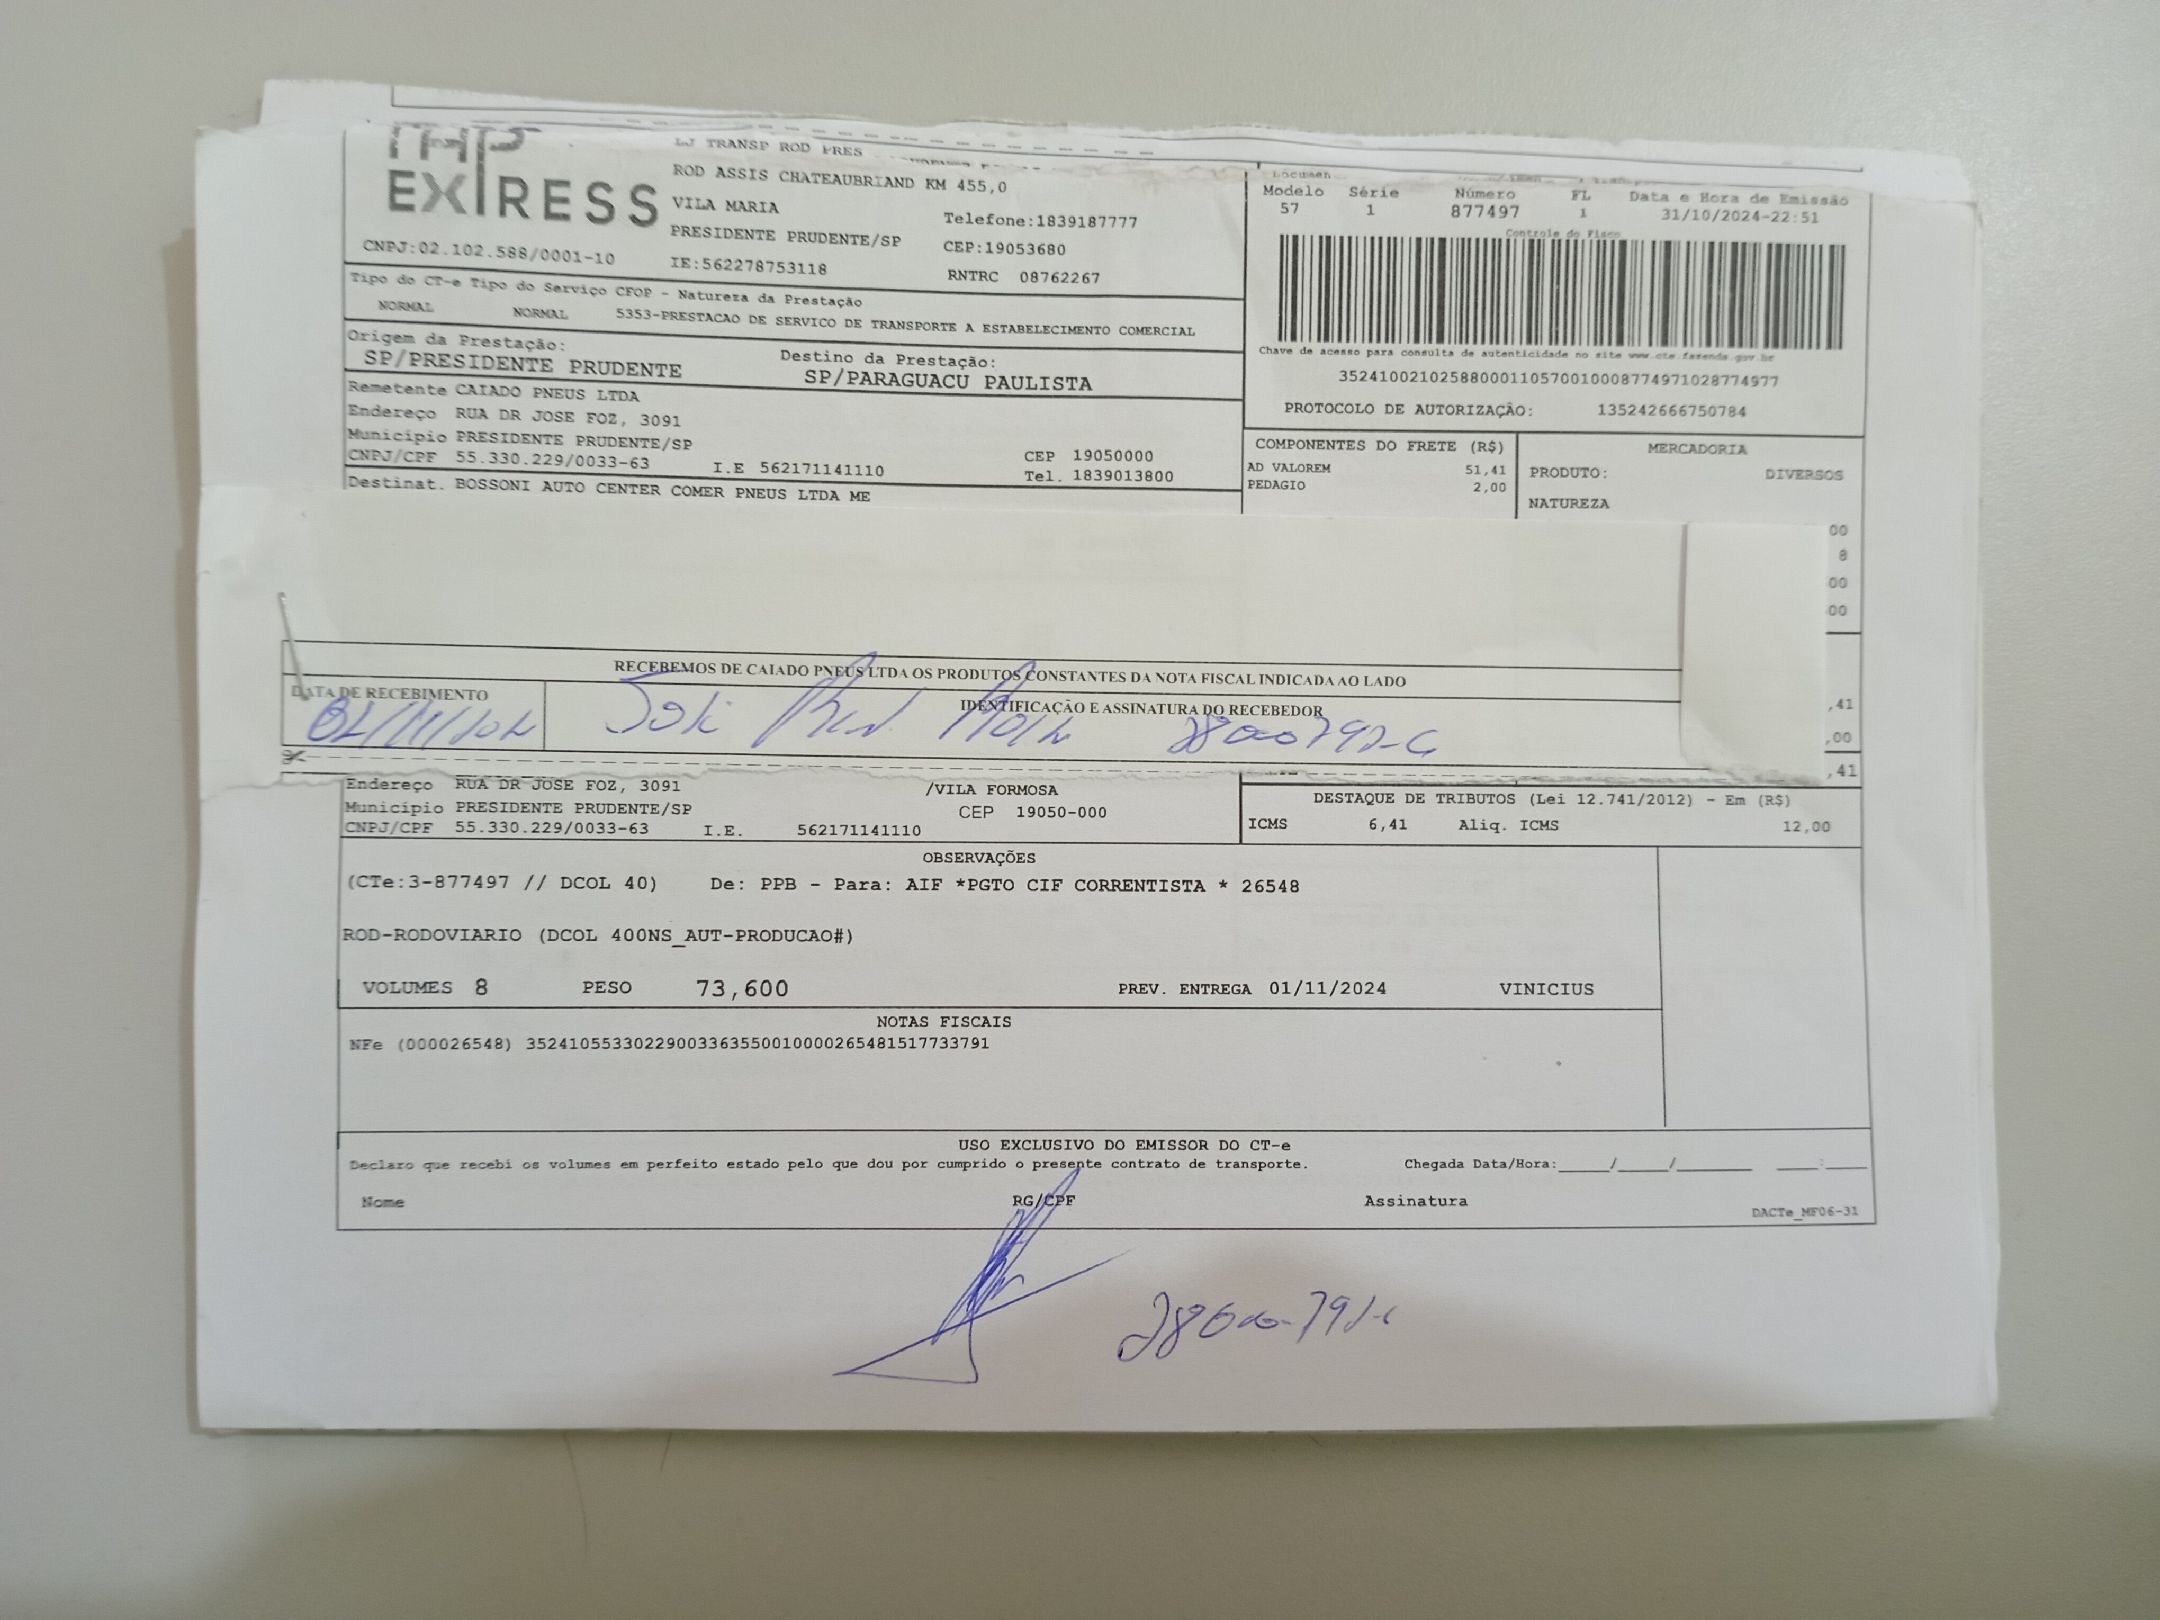 EXPRESS
LJ TRANSP ROD PRES
ROD ASSIS CHATEAUBRIAND KM 455,0
VILA MARIA
Telefone:1839187777
PRESIDENTE PRUDENTE/SP
CEP:19053680
CNPJ:02.102.588/0001-10
IE:562278753118
RNTRC 08762267
Modelo Série Número FL Data e Hora de Emissão
57 1 877497 1 31/10/2024-22:51
Controle do Fisco
Chave de acesso para consulta de autenticidade no site www.cte.fazenda.gov.br
35241002102588000110570010008774971028774977
PROTOCOLO DE AUTORIZAÇÃO: 135242666750784
Tipo do CT-e Tipo do Serviço CFOP - Natureza da Prestação
NORMAL NORMAL 5353-PRESTACAO DE SERVICO DE TRANSPORTE A ESTABELECIMENTO COMERCIAL
Origem da Prestação: Destino da Prestação:
SP/PRESIDENTE PRUDENTE SP/PARAGUACU PAULISTA
Remetente CAIADO PNEUS LTDA
Endereço RUA DR JOSE FOZ, 3091
Município PRESIDENTE PRUDENTE/SP
CEP 19050000
CNPJ/CPF 55.330.229/0033-63 I.E 562171141110 Tel. 1839013800
Destinat. BOSSONI AUTO CENTER COMER PNEUS LTDA ME
COMPONENTES DO FRETE (R$)
AD VALOREM 51,41
PEDAGIO 2,00
MERCADORIA
PRODUTO: DIVERSOS
NATUREZA
00
8
00
00
,41
,00
,41
RECEBEMOS DE CAIADO PNEUS LTDA OS PRODUTOS CONSTANTES DA NOTA FISCAL INDICADA AO LADO
DATA DE RECEBIMENTO
IDENTIFICAÇÃO E ASSINATURA DO RECEBEDOR
Endereço RUA DR JOSE FOZ, 3091 /VILA FORMOSA
Município PRESIDENTE PRUDENTE/SP CEP 19050-000
CNPJ/CPF 55.330.229/0033-63 I.E. 562171141110
DESTAQUE DE TRIBUTOS (Lei 12.741/2012) - Em (R$)
ICMS 6,41 Aliq. ICMS 12,00
OBSERVAÇÕES
(CTe:3-877497 // DCOL 40) De: PPB - Para: AIF *PGTO CIF CORRENTISTA * 26548
ROD-RODOVIARIO (DCOL 400NS_AUT-PRODUCAO#)
VOLUMES 8 PESO 73,600 PREV. ENTREGA 01/11/2024 VINICIUS
NOTAS FISCAIS
NFe (000026548) 35241055330229003363550010000265481517733791
USO EXCLUSIVO DO EMISSOR DO CT-e
Declaro que recebi os volumes em perfeito estado pelo que dou por cumprido o presente contrato de transporte. Chegada Data/Hora:_____/_____/________ ____:____
Nome RG/CPF Assinatura
DACTe_MF06-31